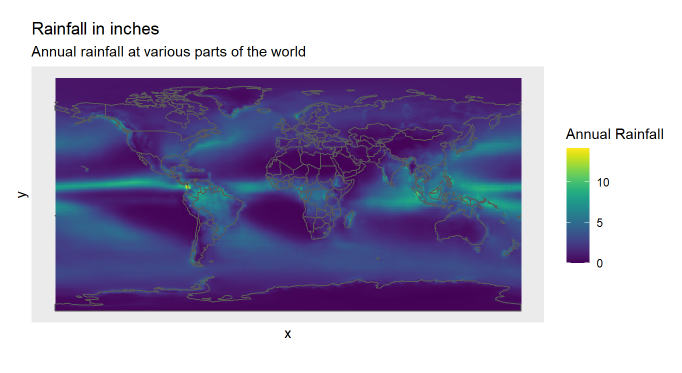 Rainfall in inches
Annual rainfall at various parts of the world
Annual Rainfall
10
5
0
y
x